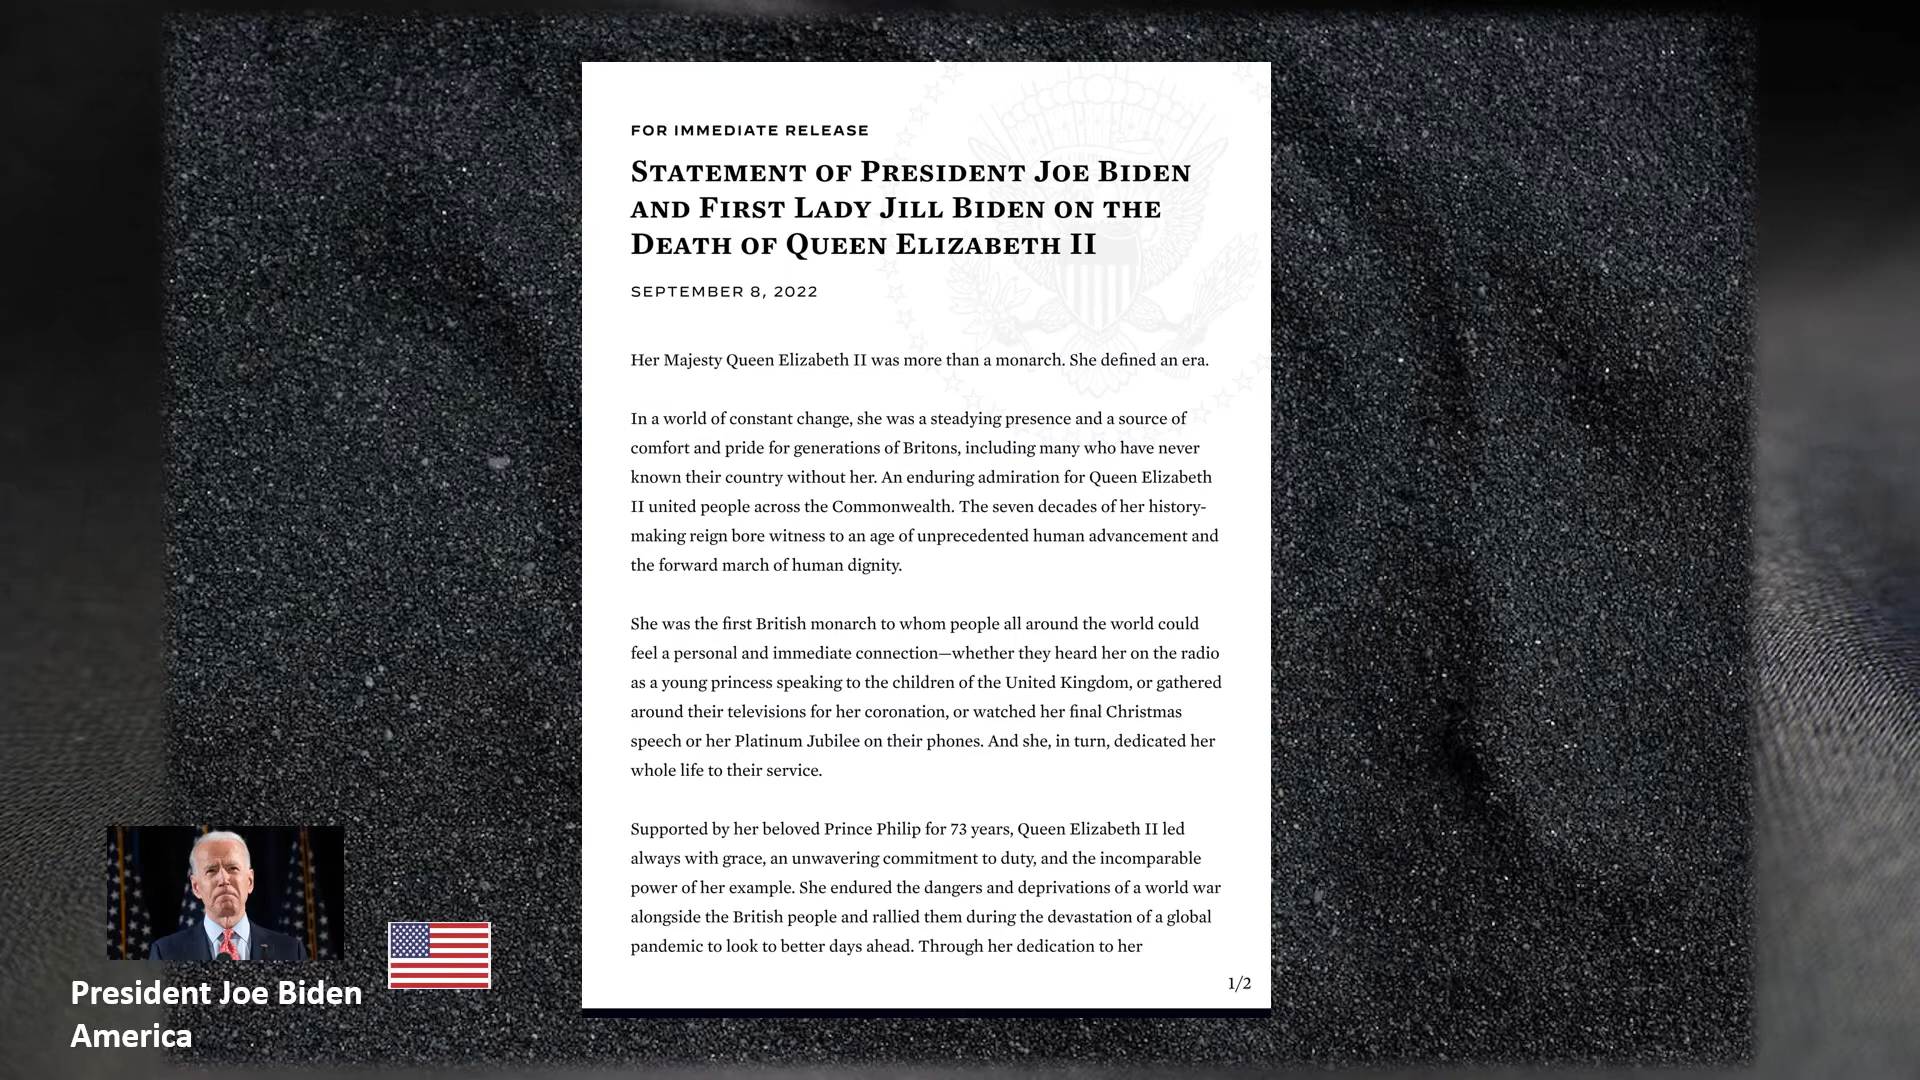 FOR IMMEDIATE RELEASE
STATEMENT OF PRESIDENT JOE BIDEN
AND FIRST LADY JILL BIDEN ON THE
DEATH OF QUEEN ELIZABETH II
SEPTEMBER 8, 2022
Her Majesty Queen Elizabeth II was more than a monarch. She defined an era.
In a world of constant change, she was a steadying presence and a source of
comfort and pride for generations of Britons, including many who have never
known their country without her. An enduring admiration for Queen Elizabeth
II united people across the Commonwealth. The seven decades of her history-
making reign bore witness to an age of unprecedented human advancement and
the forward march of human dignity.
She was the first British monarch to whom people all around the world could
feel a personal and immediate connection—whether they heard her on the radio
as a young princess speaking to the children of the United Kingdom, or gathered
around their televisions for her coronation, or watched her final Christmas
speech or her Platinum Jubilee on their phones. And she, in turn, dedicated her
whole life to their service.
Supported by her beloved Prince Philip for 73 years, Queen Elizabeth II led
always with grace, an unwavering commitment to duty, and the incomparable
power of her example. She endured the dangers and deprivations of a world war
alongside the British people and rallied them during the devastation of a global
pandemic to look to better days ahead. Through her dedication to her
1/2
President Joe Biden
America